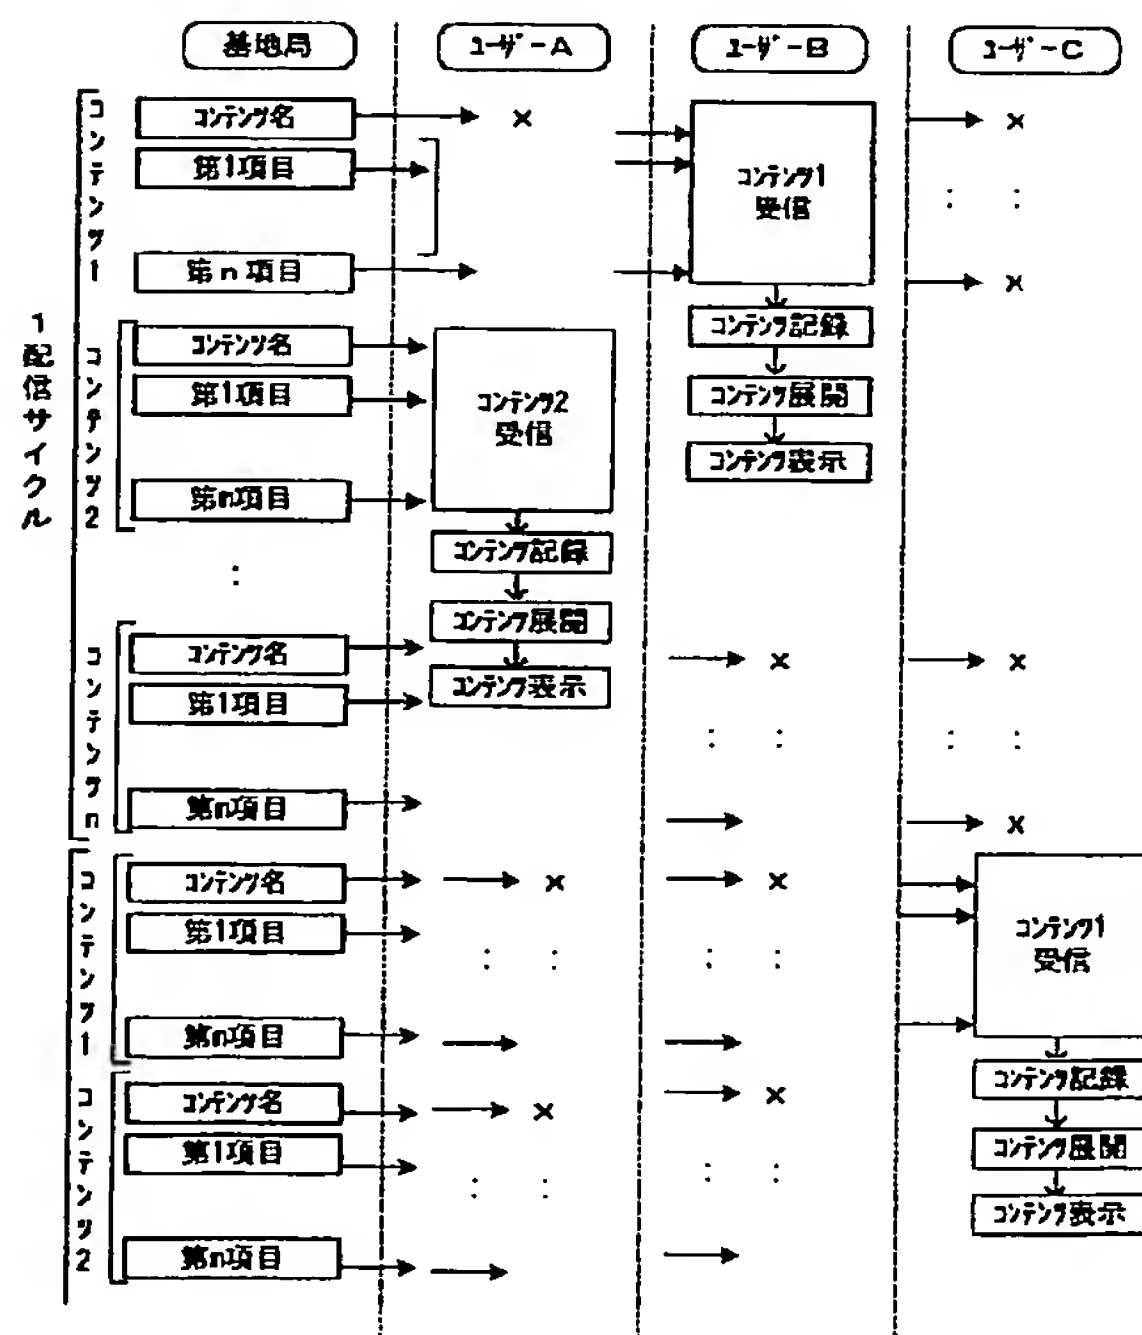 基地局
ユーザーA
ユーザーB
ユーザーC
1配信サイクル
コンテンツ1
コンテンツ名
第1項目
第n項目
×
コンテンツ1
受信
コンテンツ記録
コンテンツ展開
コンテンツ表示
×
×
コンテンツ2
コンテンツ名
第1項目
第n項目
コンテンツ2
受信
コンテンツ記録
コンテンツ展開
コンテンツ表示
コンテンツn
コンテンツ名
第1項目
第n項目
×
×
×
コンテンツ1
コンテンツ名
第1項目
第n項目
×
×
コンテンツ1
受信
コンテンツ記録
コンテンツ展開
コンテンツ表示
コンテンツ2
コンテンツ名
第1項目
第n項目
×
×